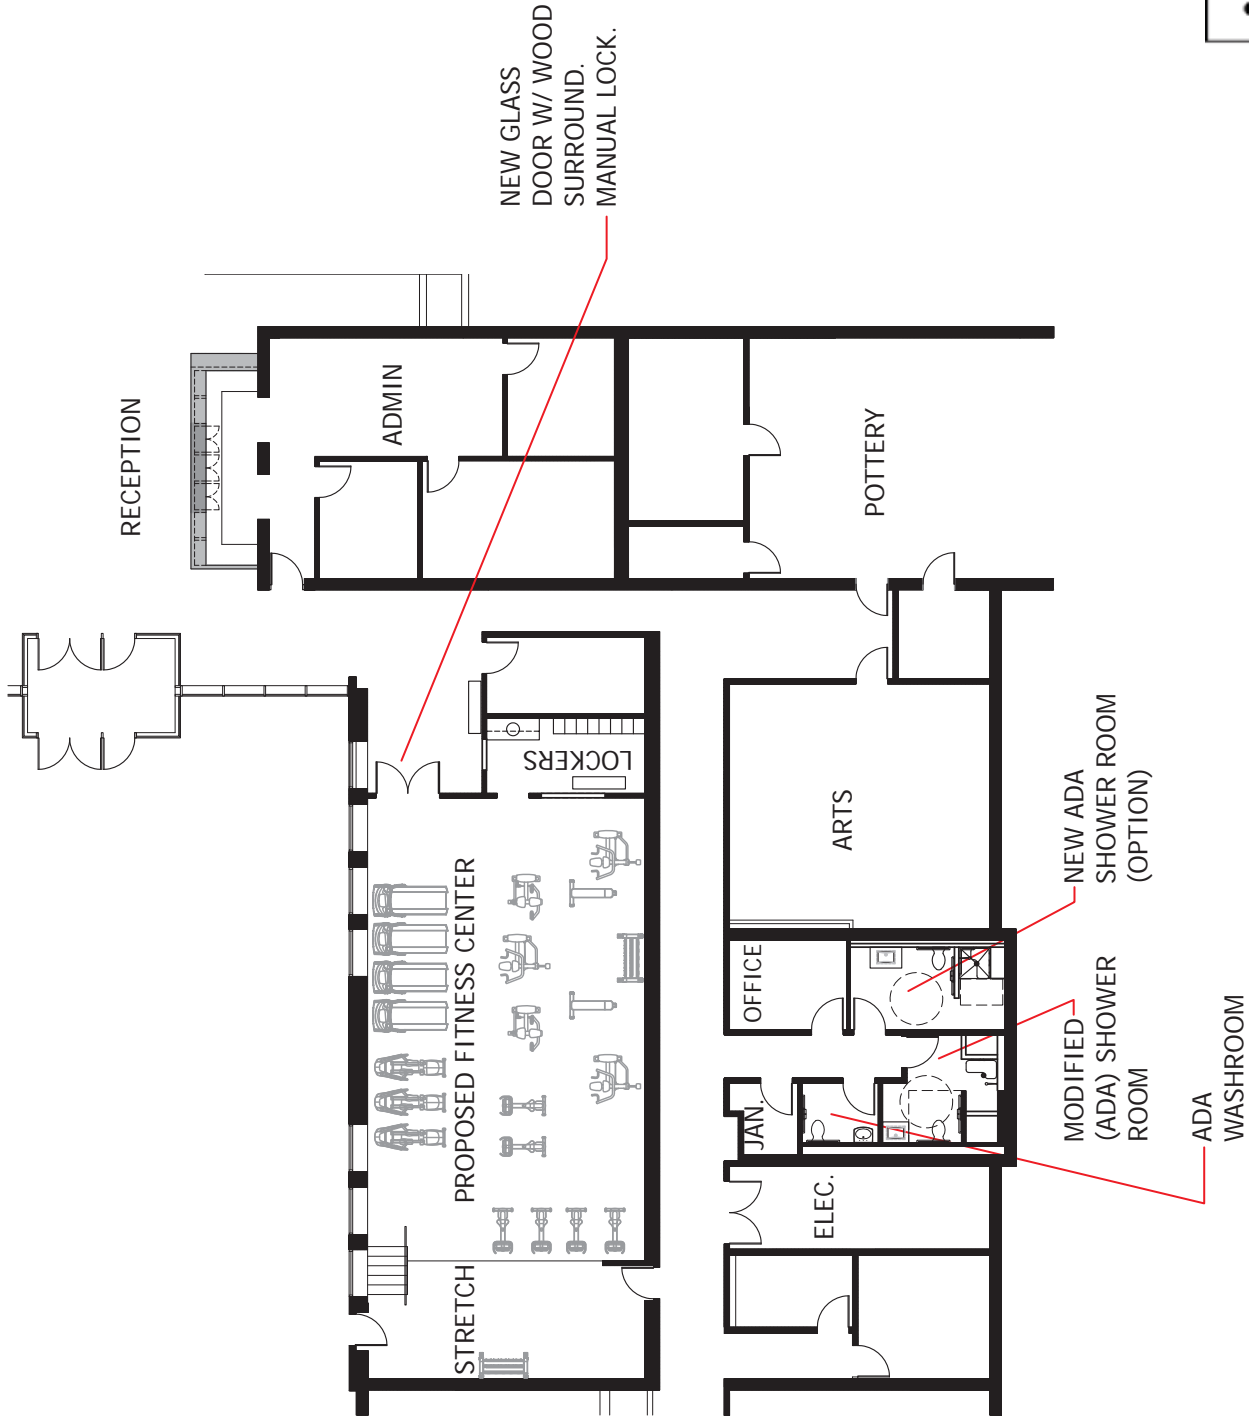 NEW GLASS
DOOR W/ WOOD
SURROUND.
MANUAL LOCK.
RECEPTION
ADMIN
POTTERY
LOCKERS
PROPOSED FITNESS CENTER
STRETCH
ARTS
OFFICE
JAN.
ELEC.
NEW ADA
SHOWER ROOM
(OPTION)
MODIFIED
(ADA) SHOWER
ROOM
ADA
WASHROOM